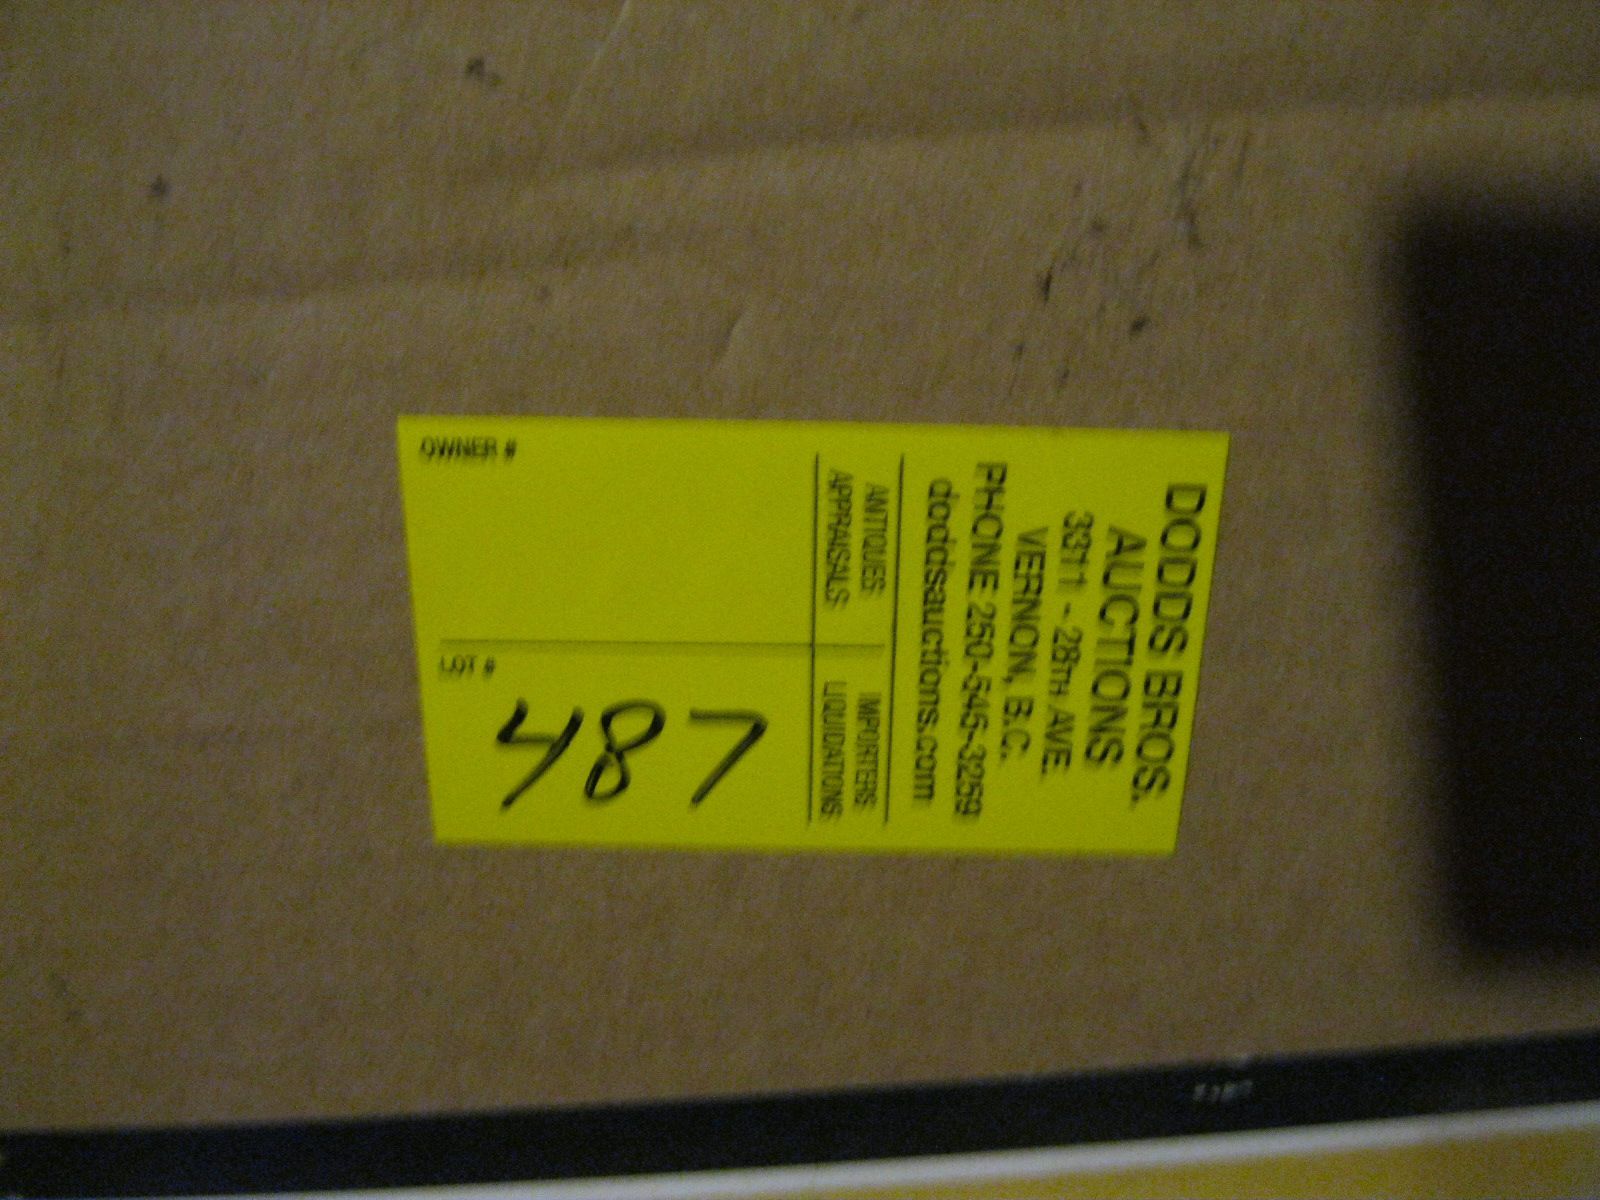 DODDS BROS.
AUCTIONS
3311 - 28TH AVE.
VERNON, B.C.
PHONE 250-545-3259
doddsauctions.com
ANTIQUES IMPORTERS
APPRAISALS LIQUIDATIONS
OWNER #
LOT #
487